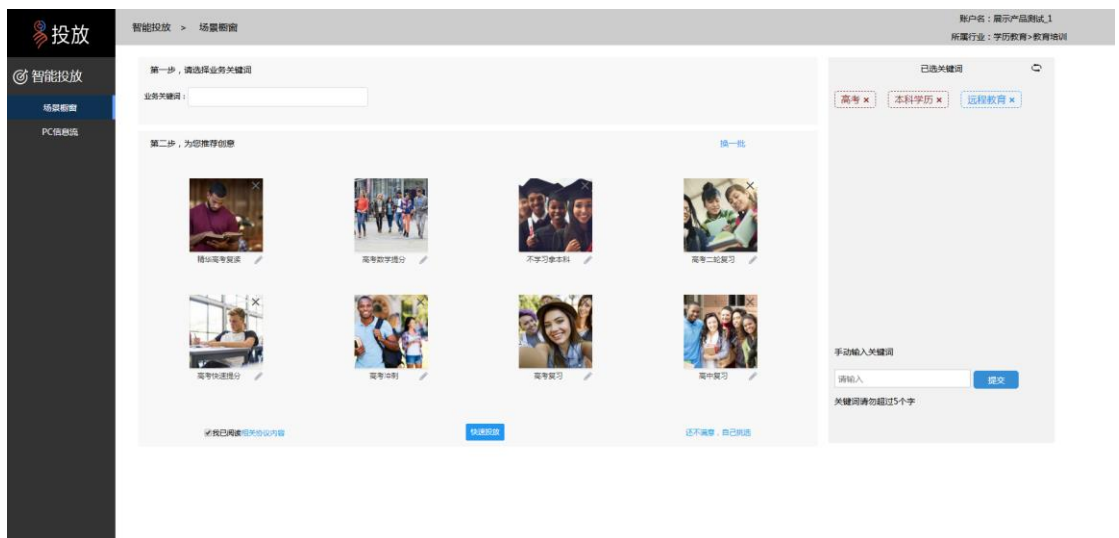 投放
智能投放 > 场景橱窗
账户名：展示产品测试_1
所属行业：学历教育>教育培训
智能投放
场景橱窗
PC信息流
第一步，请选择业务关键词
业务关键词：
第二步，为您推荐创意
换一批
精华高考复读
高考数学提分
不学习拿本科
高考二轮复习
高考快速提分
高考冲刺
高考复习
高中复习
我已阅读相关协议内容
快速投放
还不满意，自己挑选
已选关键词
高考 ×
本科学历 ×
远程教育 ×
手动输入关键词
请输入
提交
关键词请勿超过5个字